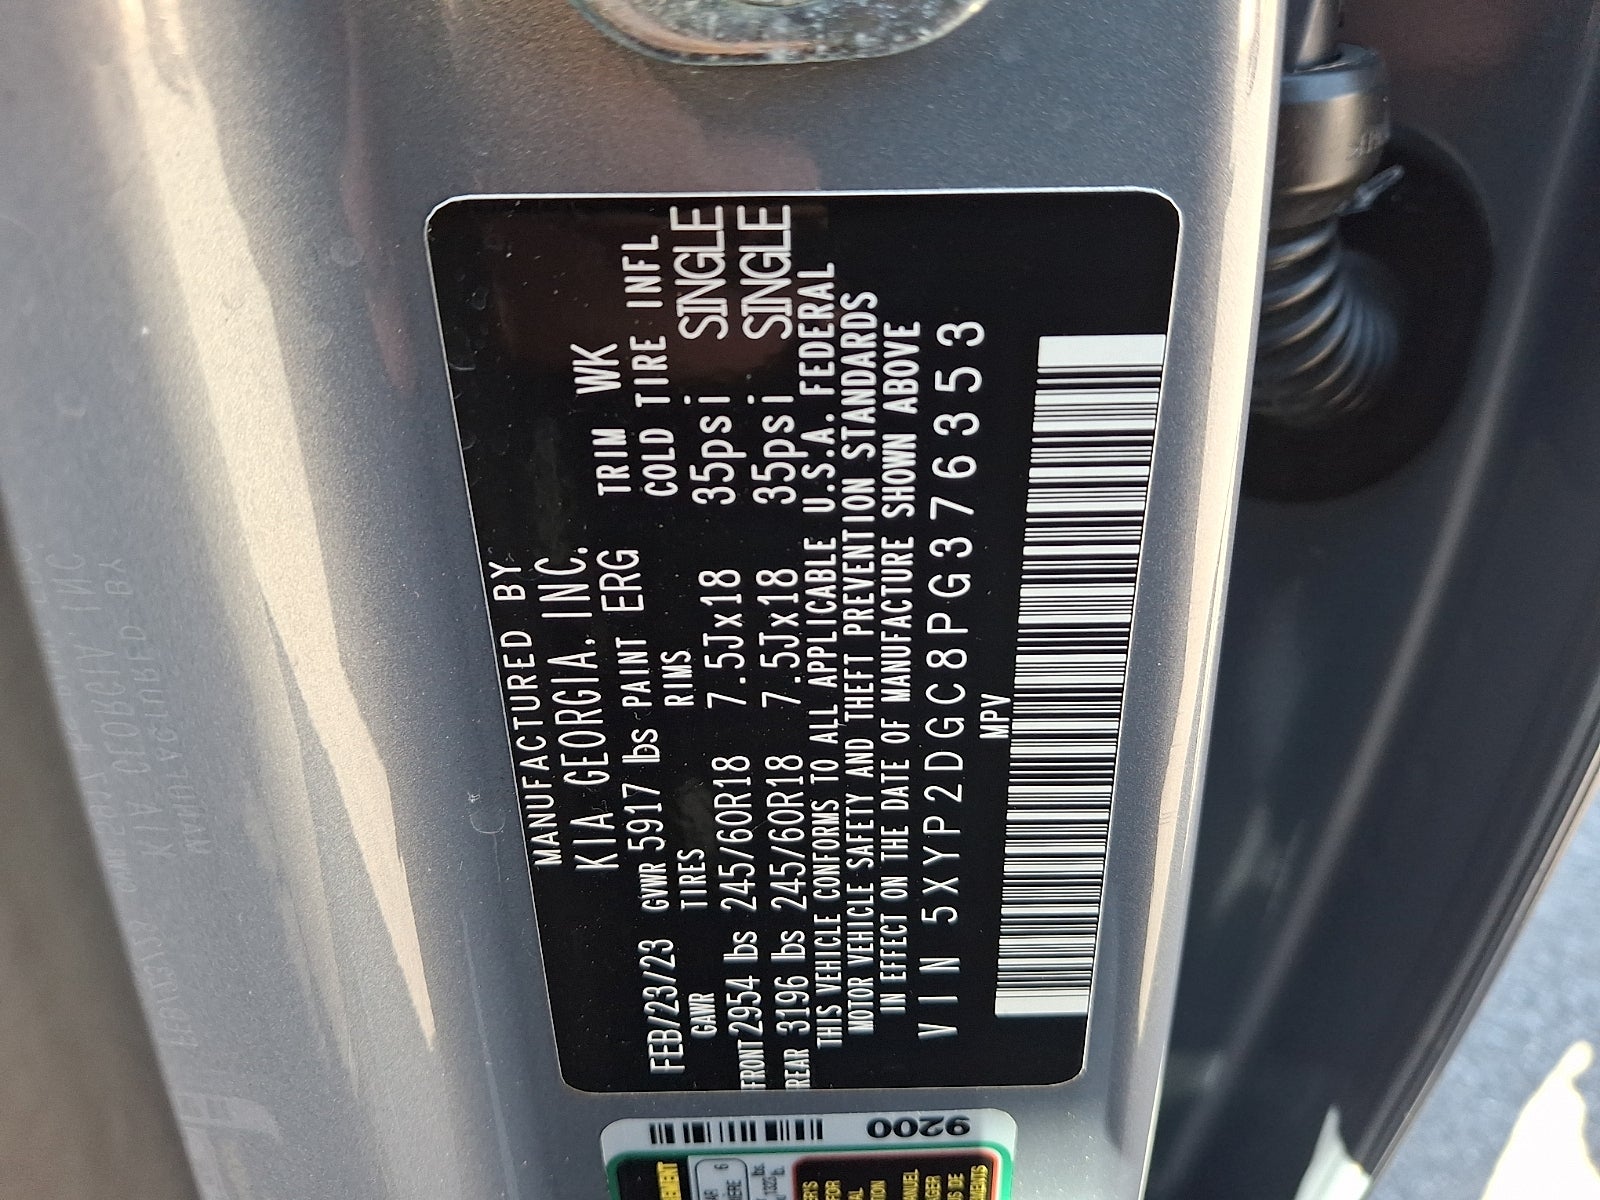 MANUFACTURED BY
KIA GEORGIA, INC.
FEB/23/23 GVWR 5917 lbs PAINT ERG TRIM WK
GAWR TIRES RIMS COLD TIRE INFL
FRONT 2954 lbs 245/60R18 7.5Jx18 35psi SINGLE
REAR 3196 lbs 245/60R18 7.5Jx18 35psi SINGLE
THIS VEHICLE CONFORMS TO ALL APPLICABLE U.S.A. FEDERAL
MOTOR VEHICLE SAFETY AND THEFT PREVENTION STANDARDS
IN EFFECT ON THE DATE OF MANUFACTURE SHOWN ABOVE
VIN 5XYP2DGC8PG376353
MPV
9200